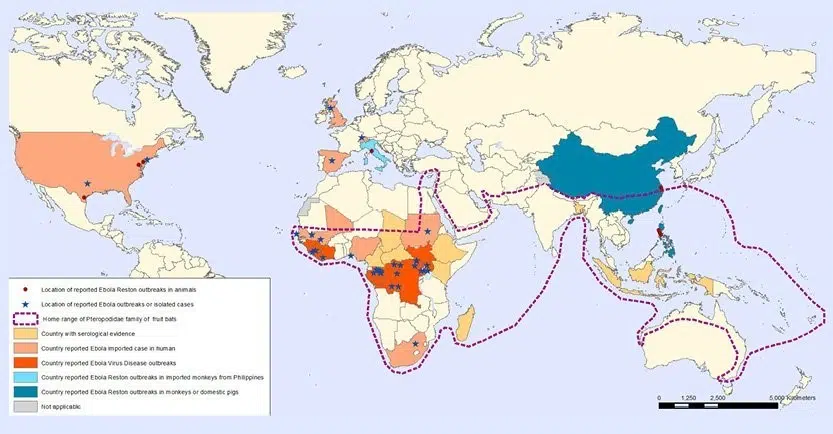 Location of reported Ebola Reston outbreaks in animals
Location of reported Ebola outbreaks or isolated cases
Home range of Pteropodidae family of fruit bats
Country with serological evidence
Country reported Ebola imported case in human
Country reported Ebola Virus Disease outbreaks
Country reported Ebola Reston outbreaks in imported monkeys from Philippines
Country reported Ebola Reston outbreaks in monkeys or domestic pigs
Not applicable
0 1,250 2,500 5,000 Kilometers